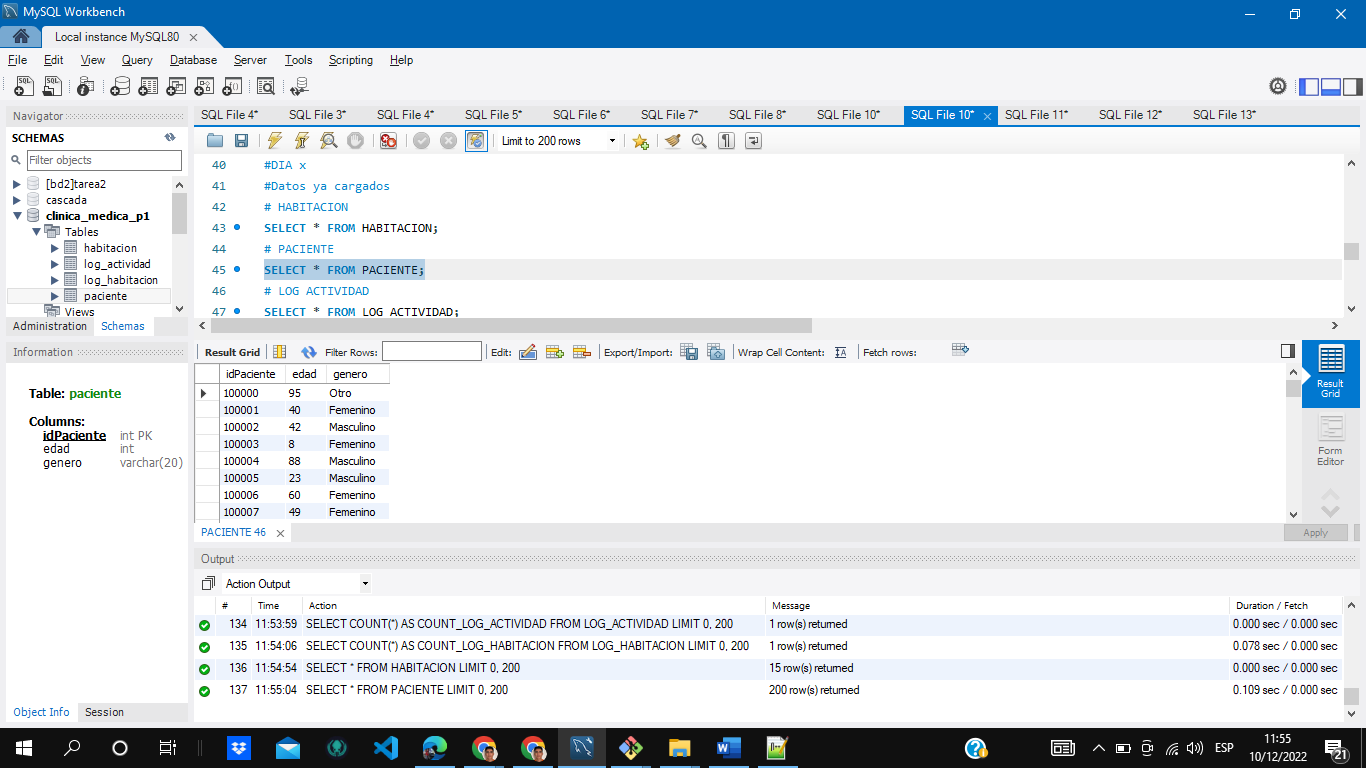 MySQL Workbench
Local instance MySQL80
File Edit View Query Database Server Tools Scripting Help
Navigator
SCHEMAS
Filter objects
[bd2]tarea2
cascada
clinica_medica_p1
Tables
habitacion
log_actividad
log_habitacion
paciente
Views
Administration Schemas
Information
Table: paciente
Columns:
idPaciente int PK
edad int
genero varchar(20)
Object Info Session
SQL File 4* SQL File 3* SQL File 4* SQL File 5* SQL File 6* SQL File 7* SQL File 8* SQL File 10* SQL File 10* SQL File 11* SQL File 12* SQL File 13*
Limit to 200 rows
40 #DIA x
41 #Datos ya cargados
42 # HABITACION
43 SELECT * FROM HABITACION;
44 # PACIENTE
45 SELECT * FROM PACIENTE;
46 # LOG ACTIVIDAD
47 SELECT * FROM LOG_ACTIVIDAD;
Result Grid Filter Rows: Edit: Export/Import: Wrap Cell Content: Fetch rows:
idPaciente edad genero
100000 95 Otro
100001 40 Femenino
100002 42 Masculino
100003 8 Femenino
100004 88 Masculino
100005 23 Masculino
100006 60 Femenino
100007 49 Femenino
Result Grid
Form Editor
PACIENTE 46
Apply
Output
Action Output
# Time Action Message Duration / Fetch
134 11:53:59 SELECT COUNT(*) AS COUNT_LOG_ACTIVIDAD FROM LOG_ACTIVIDAD LIMIT 0, 200 1 row(s) returned 0.000 sec / 0.000 sec
135 11:54:06 SELECT COUNT(*) AS COUNT_LOG_HABITACION FROM LOG_HABITACION LIMIT 0, 200 1 row(s) returned 0.078 sec / 0.000 sec
136 11:54:54 SELECT * FROM HABITACION LIMIT 0, 200 15 row(s) returned 0.000 sec / 0.000 sec
137 11:55:04 SELECT * FROM PACIENTE LIMIT 0, 200 200 row(s) returned 0.109 sec / 0.000 sec
ESP
11:55
10/12/2022
21